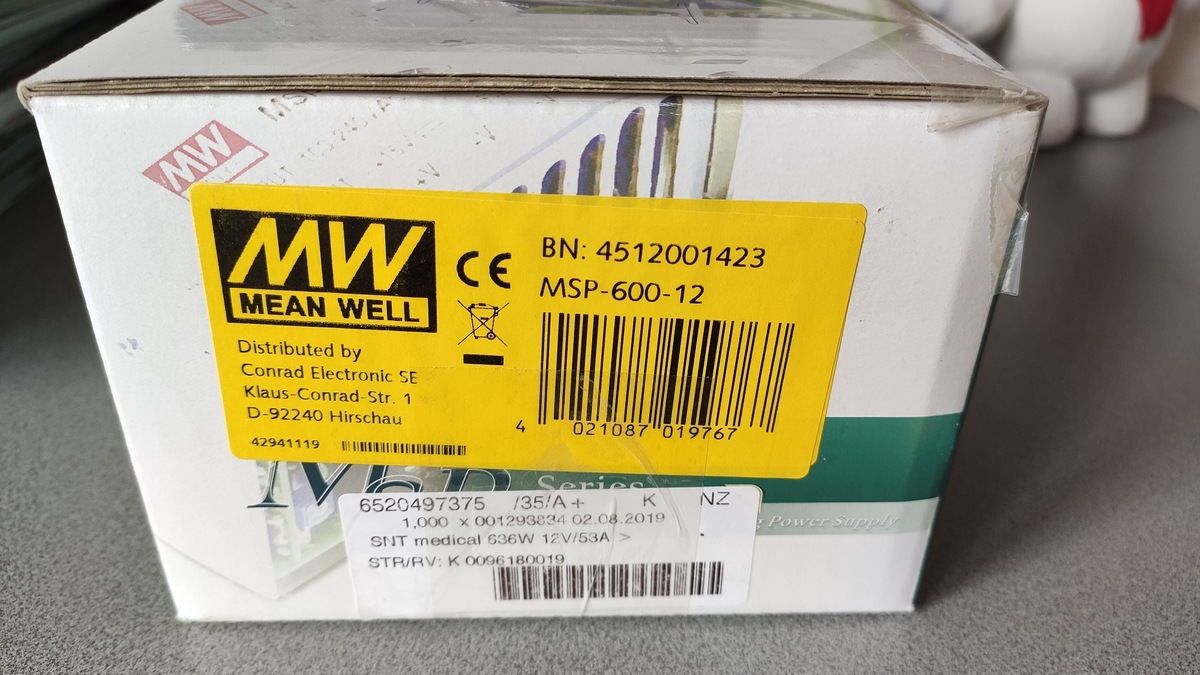 MW
MW
MEAN WELL
CE
BN: 4512001423
MSP-600-12
Distributed by
Conrad Electronic SE
Klaus-Conrad-Str. 1
D-92240 Hirschau
42941119
4 021087 019767
MSP Series
Power Supply
6520497375 /35/A+ K NZ
1,000 x 001293834 02.08.2019
SNT medical 636W 12V/53A >
STR/RV: K 0096180019